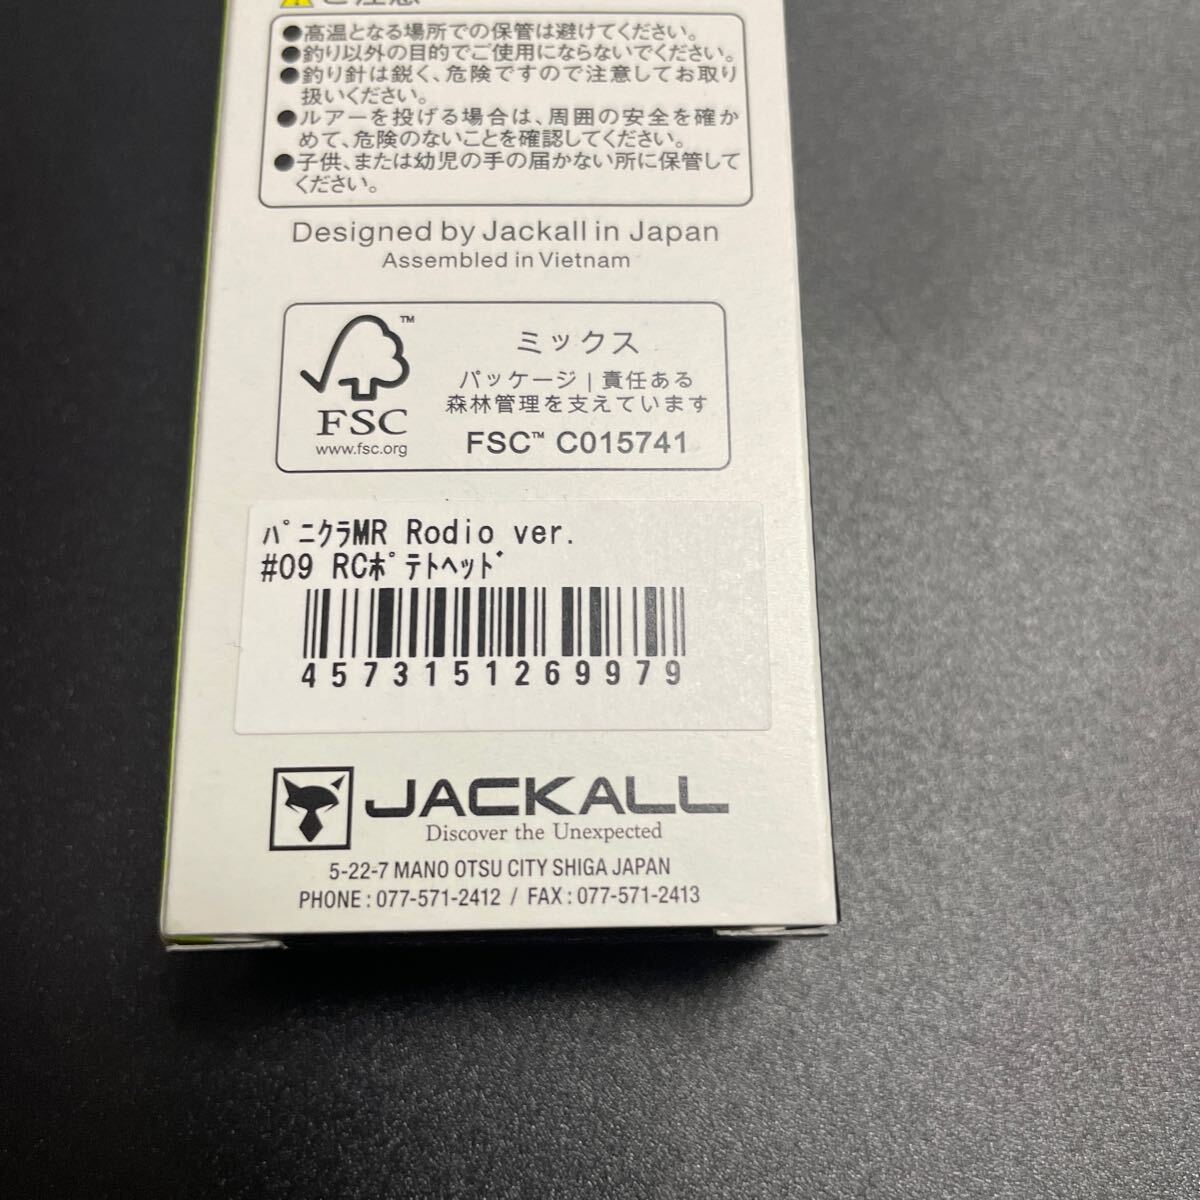 ご注意
●高温となる場所での保管は避けてください。
●釣り以外の目的でご使用にならないでください。
●釣り針は鋭く、危険ですので注意してお取り
扱いください。
●ルアーを投げる場合は、周囲の安全を確か
めて、危険のないことを確認してください。
●子供、または幼児の手の届かない所に保管して
ください。
Designed by Jackall in Japan
Assembled in Vietnam
TM
ミックス
パッケージ | 責任ある
森林管理を支えています
FSC
www.fsc.org
FSC™ C015741
ﾊﾟﾆｸﾗMR Rodio ver.
#09 RCﾎﾟﾃﾄﾍｯﾄﾞ
4573151269979
JACKALL
Discover the Unexpected
5-22-7 MANO OTSU CITY SHIGA JAPAN
PHONE : 077-571-2412 / FAX : 077-571-2413